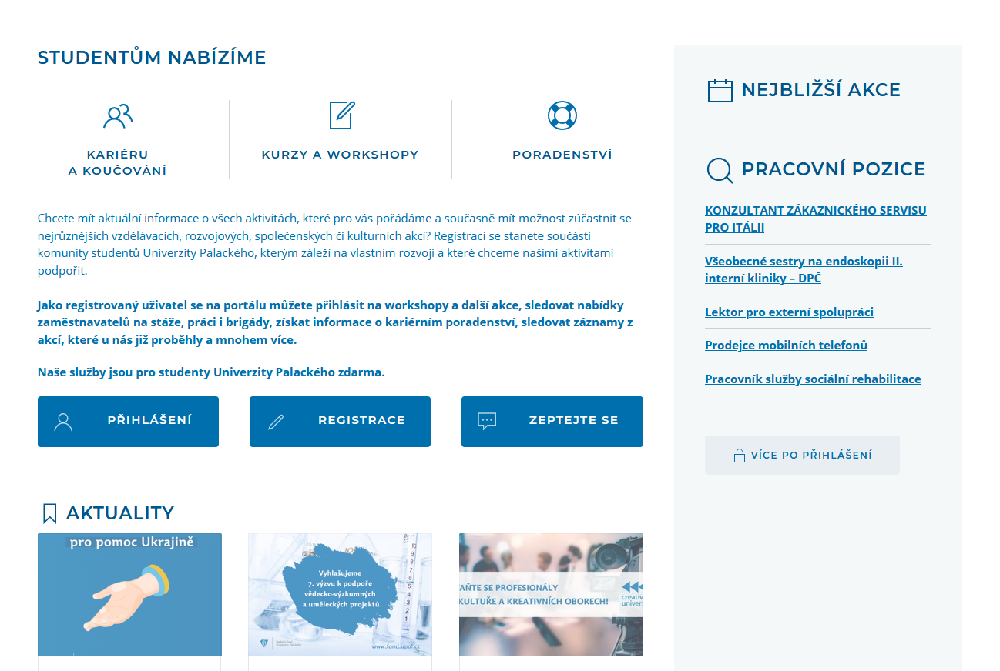 STUDENTŮM NABÍZÍME
KARIÉRU
A KOUČOVÁNÍ
KURZY A WORKSHOPY
PORADENSTVÍ
Chcete mít aktuální informace o všech aktivitách, které pro vás pořádáme a současně mít možnost zúčastnit se
nejrůznějších vzdělávacích, rozvojových, společenských či kulturních akcí? Registrací se stanete součástí
komunity studentů Univerzity Palackého, kterým záleží na vlastním rozvoji a které chceme našimi aktivitami
podpořit.
Jako registrovaný uživatel se na portálu můžete přihlásit na workshopy a další akce, sledovat nabídky
zaměstnavatelů na stáže, práci i brigády, získat informace o kariérním poradenství, sledovat záznamy z
akcí, které u nás již proběhly a mnohem více.
Naše služby jsou pro studenty Univerzity Palackého zdarma.
PŘIHLÁŠENÍ
REGISTRACE
ZEPTEJTE SE
AKTUALITY
pro pomoc Ukrajině
Vyhlašujeme
7. výzvu k podpoře
vědecko-výzkumných
a uměleckých projektů
www.fond.upol.cz
AŇTE SE PROFESIONÁLY
KULTUŘE A KREATIVNÍCH OBORECH!
creativ
univers
NEJBLIŽŠÍ AKCE
PRACOVNÍ POZICE
KONZULTANT ZÁKAZNICKÉHO SERVISU
PRO ITÁLII
Všeobecné sestry na endoskopii II.
interní kliniky – DPČ
Lektor pro externí spolupráci
Prodejce mobilních telefonů
Pracovník služby sociální rehabilitace
VÍCE PO PŘIHLÁŠENÍ